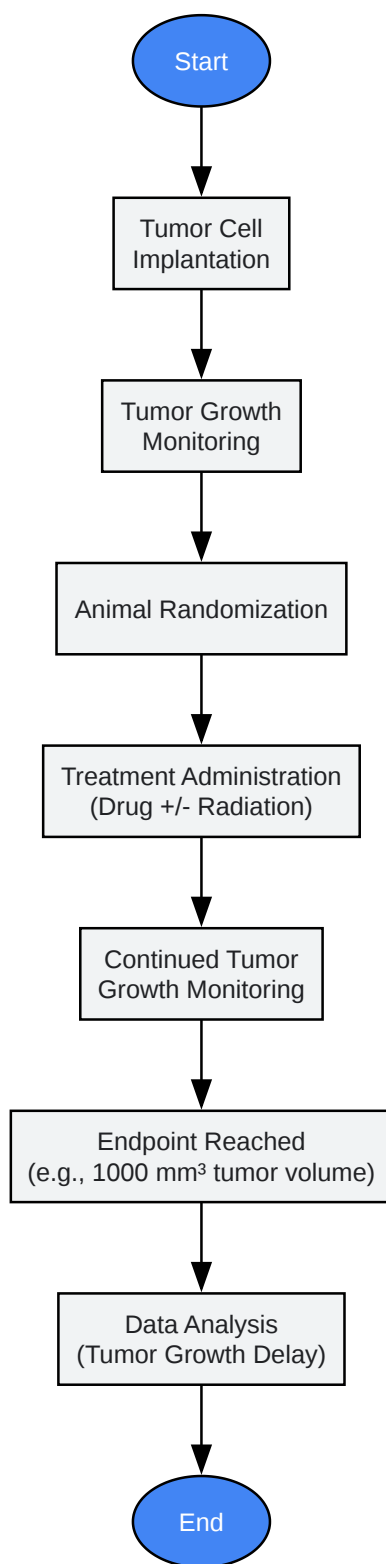 Start
Tumor Cell
Implantation
Tumor Growth
Monitoring
Animal Randomization
Treatment Administration
(Drug +/- Radiation)
Continued Tumor
Growth Monitoring
Endpoint Reached
(e.g., 1000 mm³ tumor volume)
Data Analysis
(Tumor Growth Delay)
End